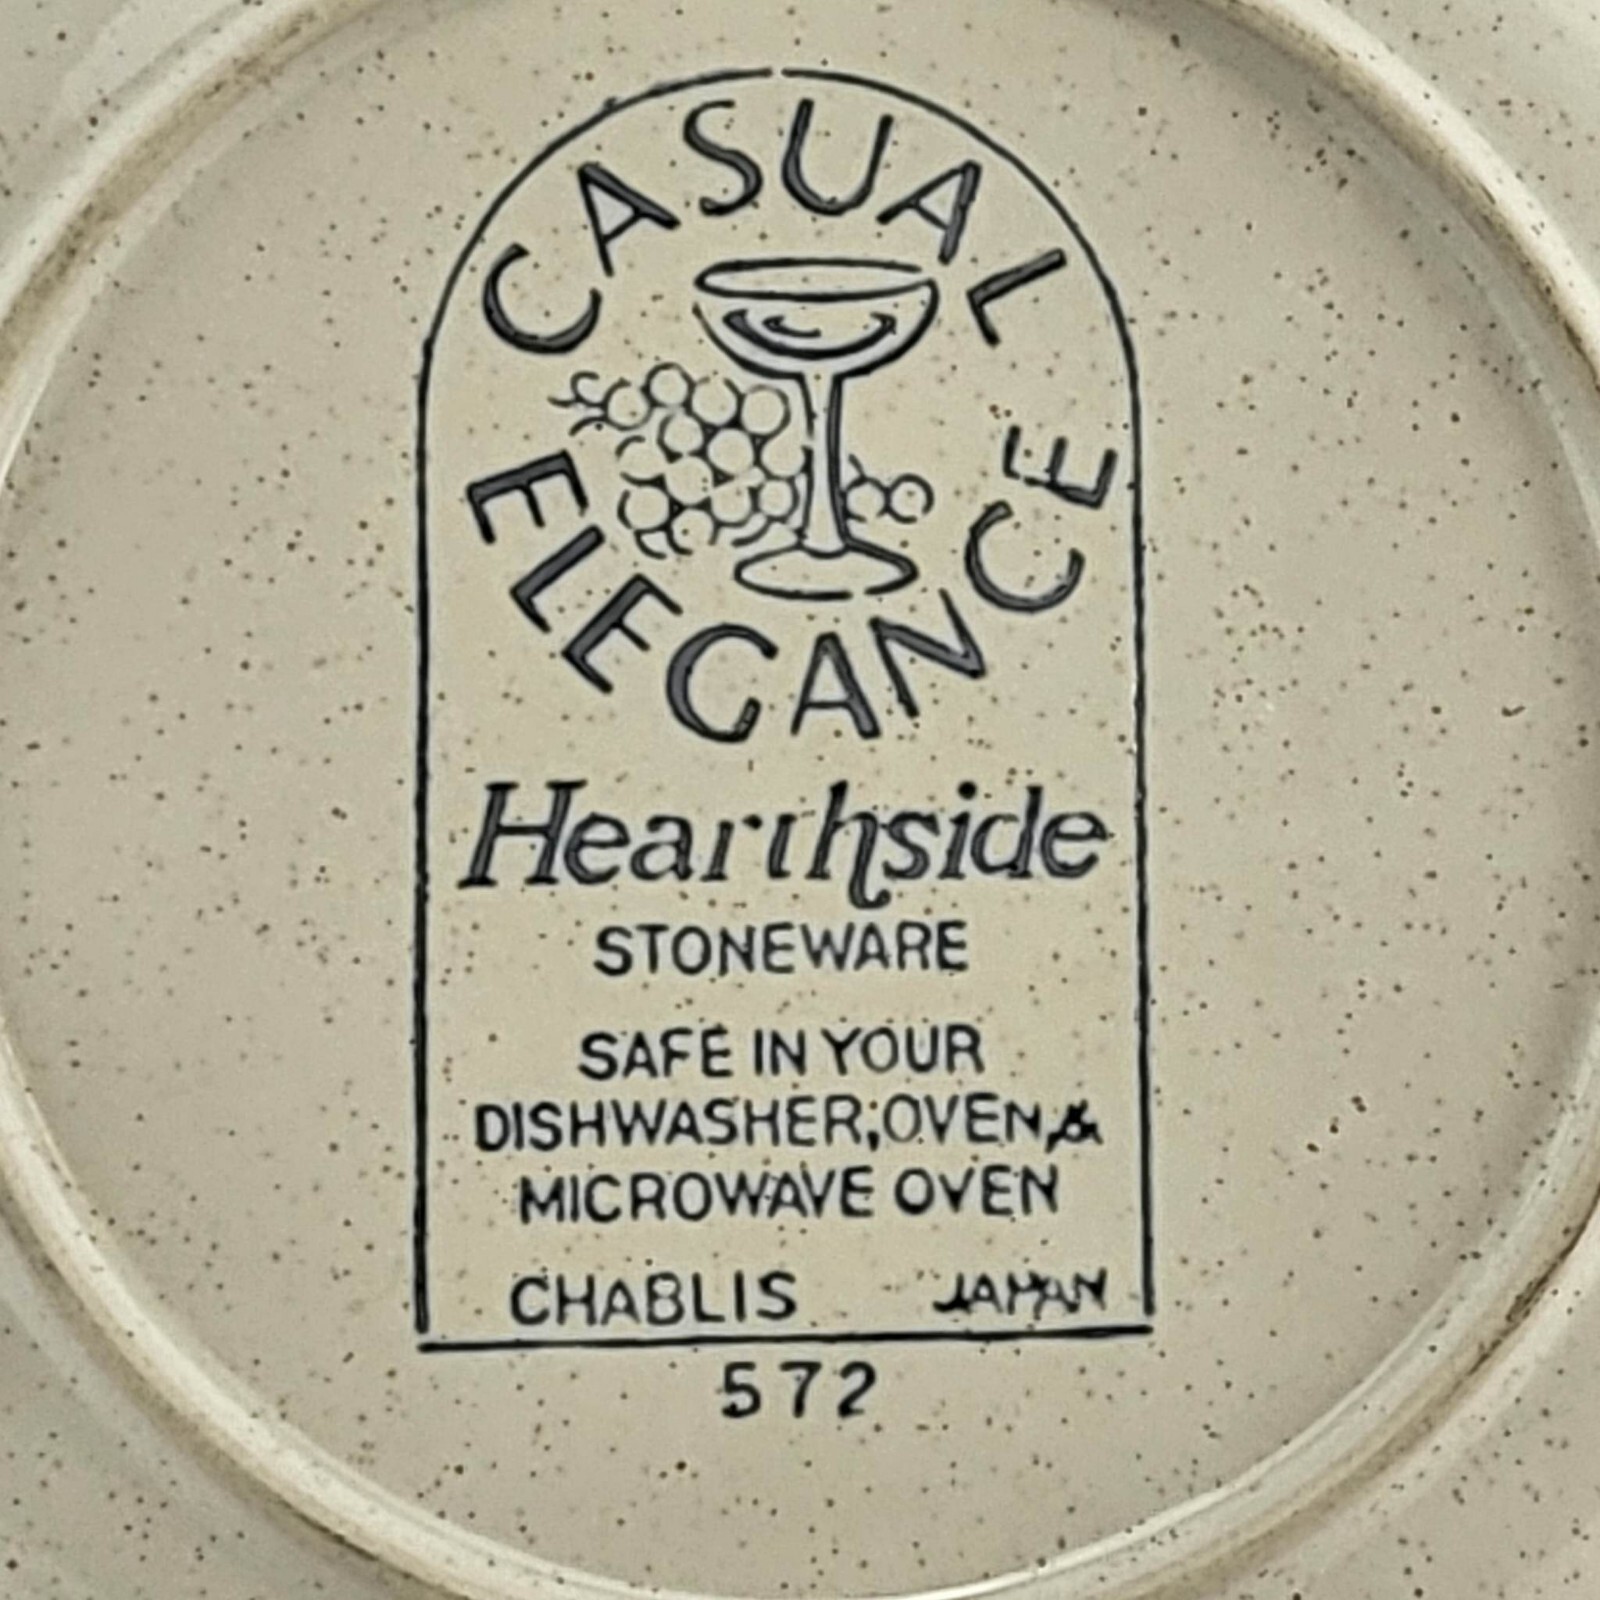 CASUAL
ELEGANCE
Hearthside
STONEWARE
SAFE IN YOUR
DISHWASHER, OVEN, &
MICROWAVE OVEN
CHABLIS JAPAN
572